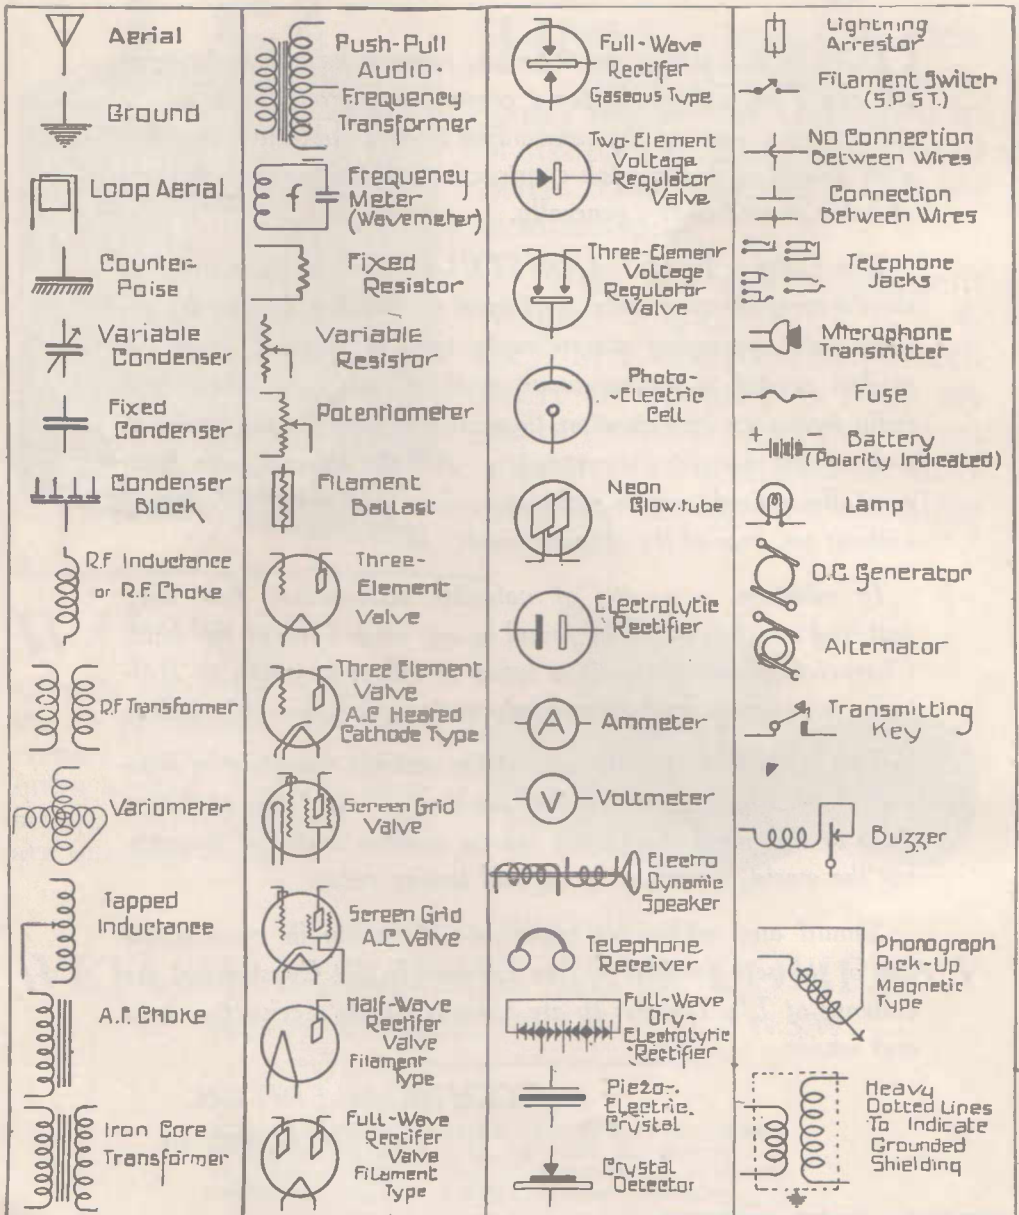 Aerial
Ground
Loop Aerial
Counter-
Poise
Variable
Condenser
Fixed
Condenser
Condenser
Block
R.F Inductance
or R.F. Choke
R.F Transformer
Variometer
Tapped
Inductance
A.F. Choke
Iron Core
Transformer
Push-Pull
Audio-
Frequency
Transformer
f
Frequency
Meter
(Wavemeter)
Fixed
Resistor
Variable
Resistor
Potentiometer
Filament
Ballast
Three-
Element
Valve
Three Element
Valve
A.C Heated
Cathode Type
Screen Grid
Valve
Screen Grid
A.C. Valve
Half-Wave
Rectifer
Valve
Filament
Type
Full-Wave
Rectifer
Valve
Filament
Type
Full-Wave
Rectifer
Gaseous Type
Two-Element
Voltage
Regulator
Valve
Three-Element
Voltage
Regulator
Valve
Photo-
-Electric
Cell
Neon
Glow-tube
Electrolytic
Rectifier
A
Ammeter
V
Voltmeter
Electro
Dynamic
Speaker
Telephone
Receiver
Full-Wave
Dry-
Electrolytic
Rectifier
Piezo-
Electric
Crystal
Crystal
Detector
Lightning
Arrestor
Filament Switch
(S.P.S.T.)
No Connection
Between Wires
Connection
Between Wires
Telephone
Jacks
Microphone
Transmitter
Fuse
+ -
Battery
(Polarity Indicated)
Lamp
D.C. Generator
Alternator
Transmitting
Key
Buzzer
Phonograph
Pick-Up
Magnetic
Type
Heavy
Dotted Lines
To Indicate
Grounded
Shielding